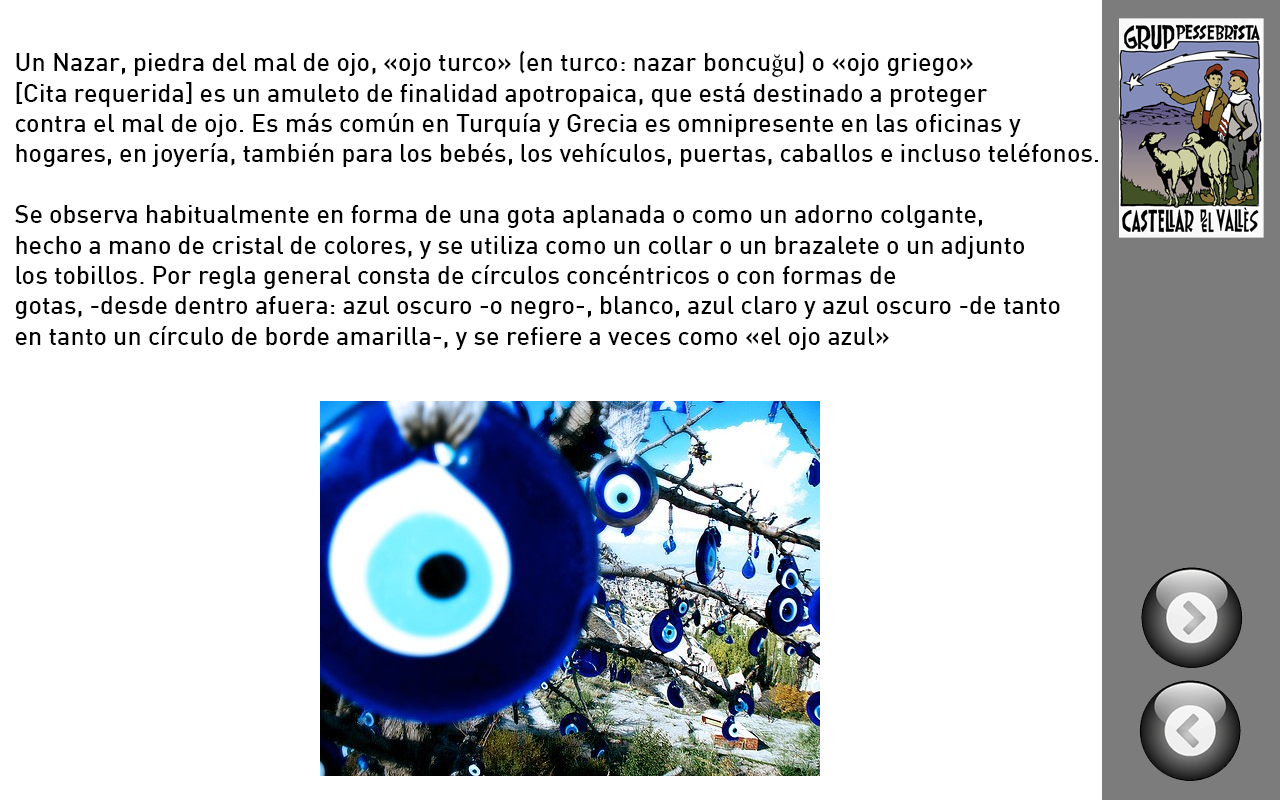 Un Nazar, piedra del mal de ojo, «ojo turco» (en turco: nazar boncuğu) o «ojo griego»
[Cita requerida] es un amuleto de finalidad apotropaica, que está destinado a proteger
contra el mal de ojo. Es más común en Turquía y Grecia es omnipresente en las oficinas y
hogares, en joyería, también para los bebés, los vehículos, puertas, caballos e incluso teléfonos.
Se observa habitualmente en forma de una gota aplanada o como un adorno colgante,
hecho a mano de cristal de colores, y se utiliza como un collar o un brazalete o un adjunto
los tobillos. Por regla general consta de círculos concéntricos o con formas de
gotas, -desde dentro afuera: azul oscuro -o negro-, blanco, azul claro y azul oscuro -de tanto
en tanto un círculo de borde amarilla-, y se refiere a veces como «el ojo azul»
GRUP PESSEBRISTA
CASTELLAR DEL VALLÈS